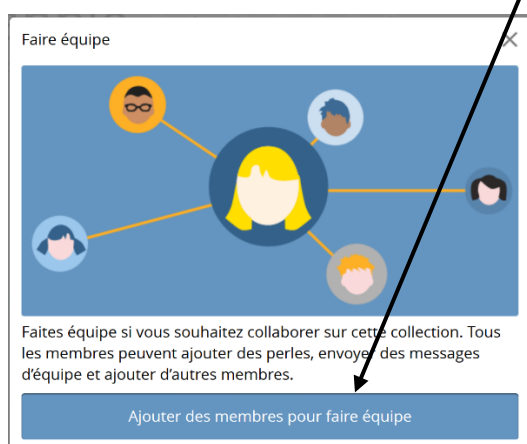 Faire équipe
Faites équipe si vous souhaitez collaborer sur cette collection. Tous
les membres peuvent ajouter des perles, envoyer des messages
d'équipe et ajouter d'autres membres.
Ajouter des membres pour faire équipe